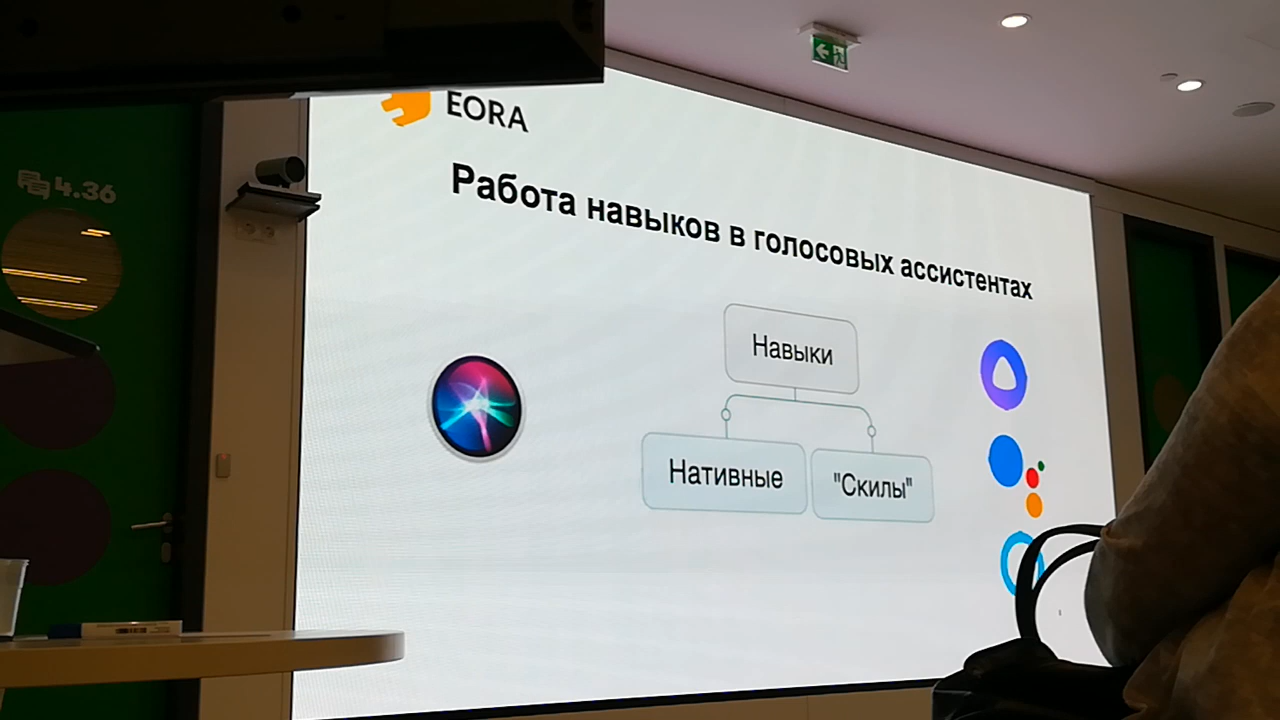 EORA
4.36
Работа навыков в голосовых ассистентах
Навыки
Нативные
"Скилы"